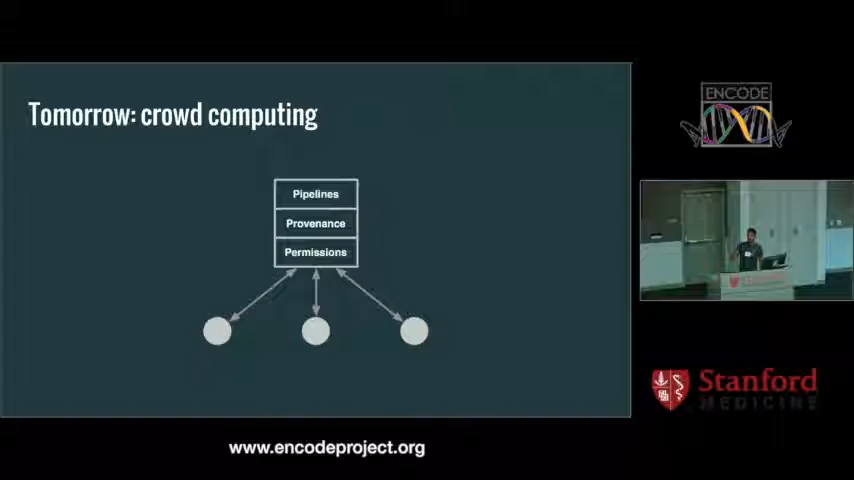 Tomorrow: crowd computing
Pipelines
Provenance
Permissions
ENCODE
Stanford
MEDICINE
www.encodeproject.org